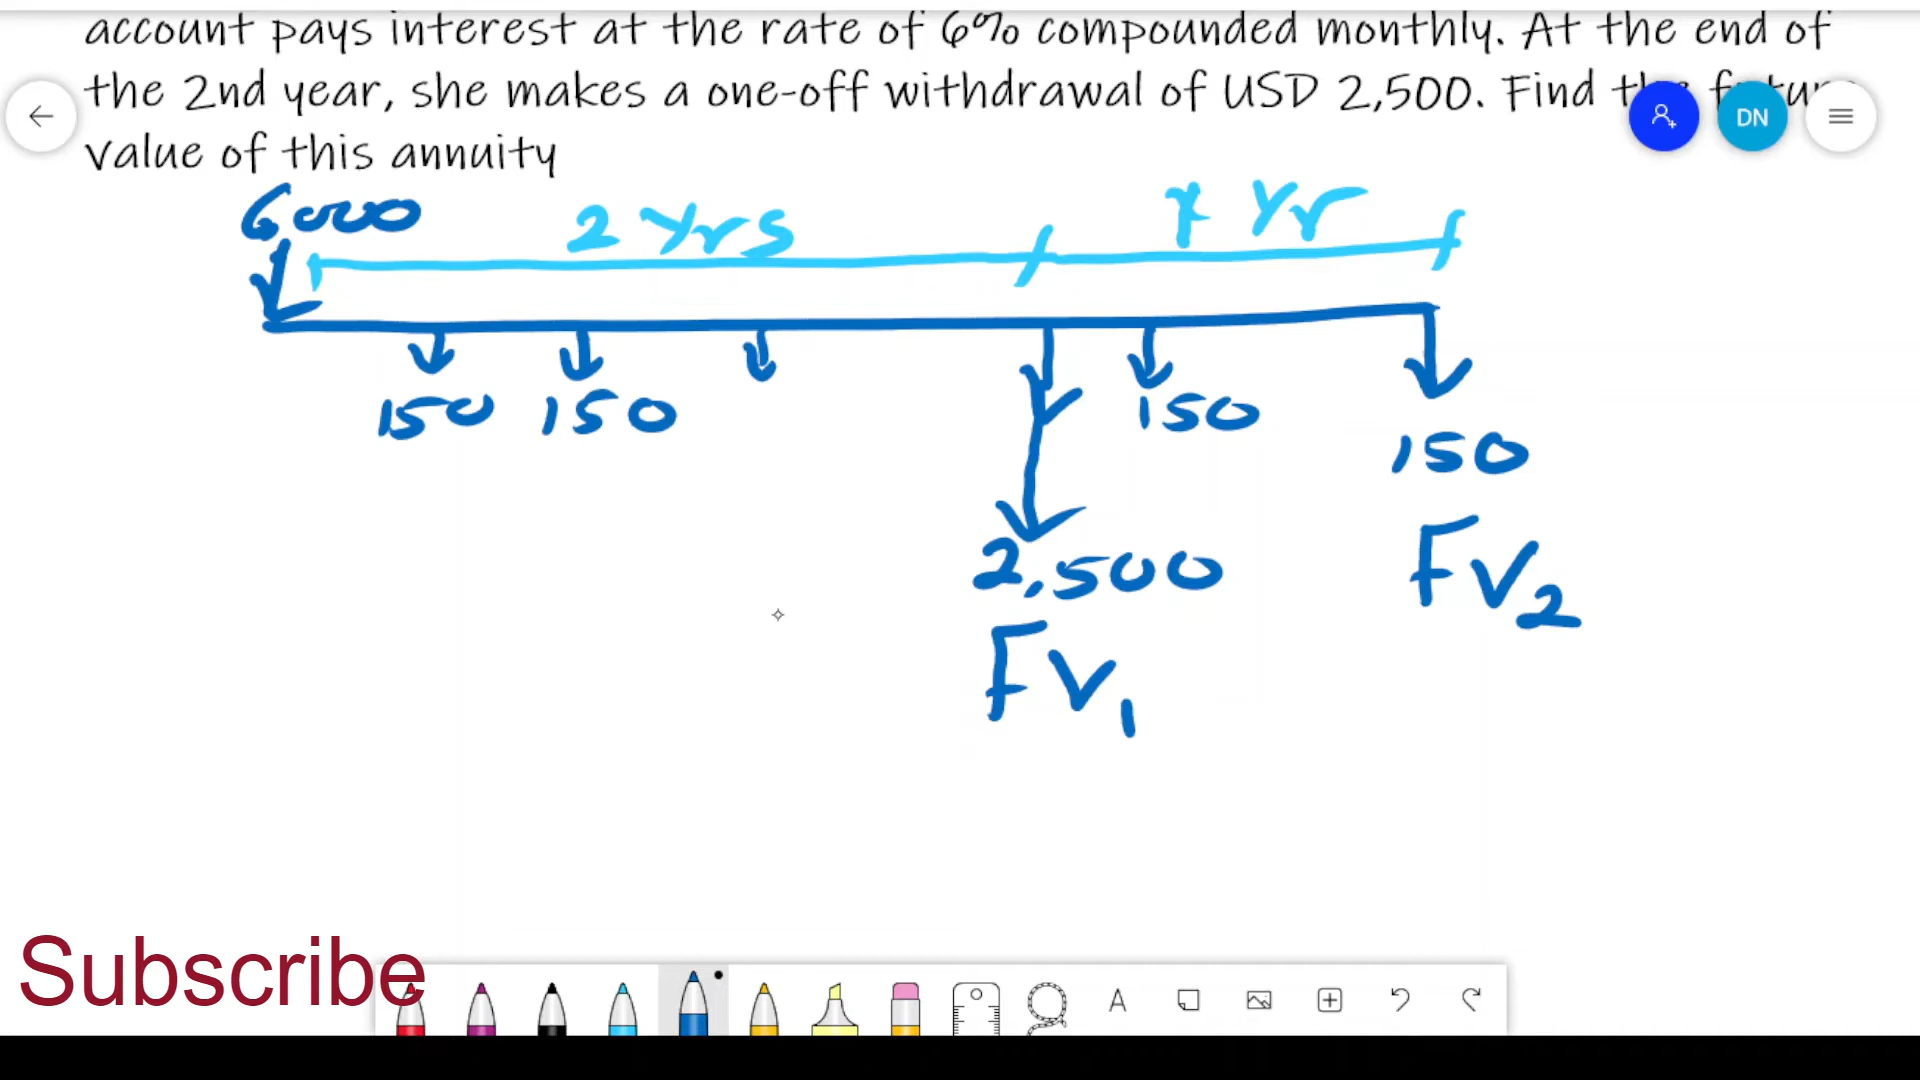 account pays interest at the rate of 6% compounded monthly. At the end of
the 2nd year, she makes a one-off withdrawal of USD 2,500. Find the future
DN
value of this annuity
6000
2 Yrs
Yr
150 150
150
150
2,500
FV2
FV1
Subscribe
A